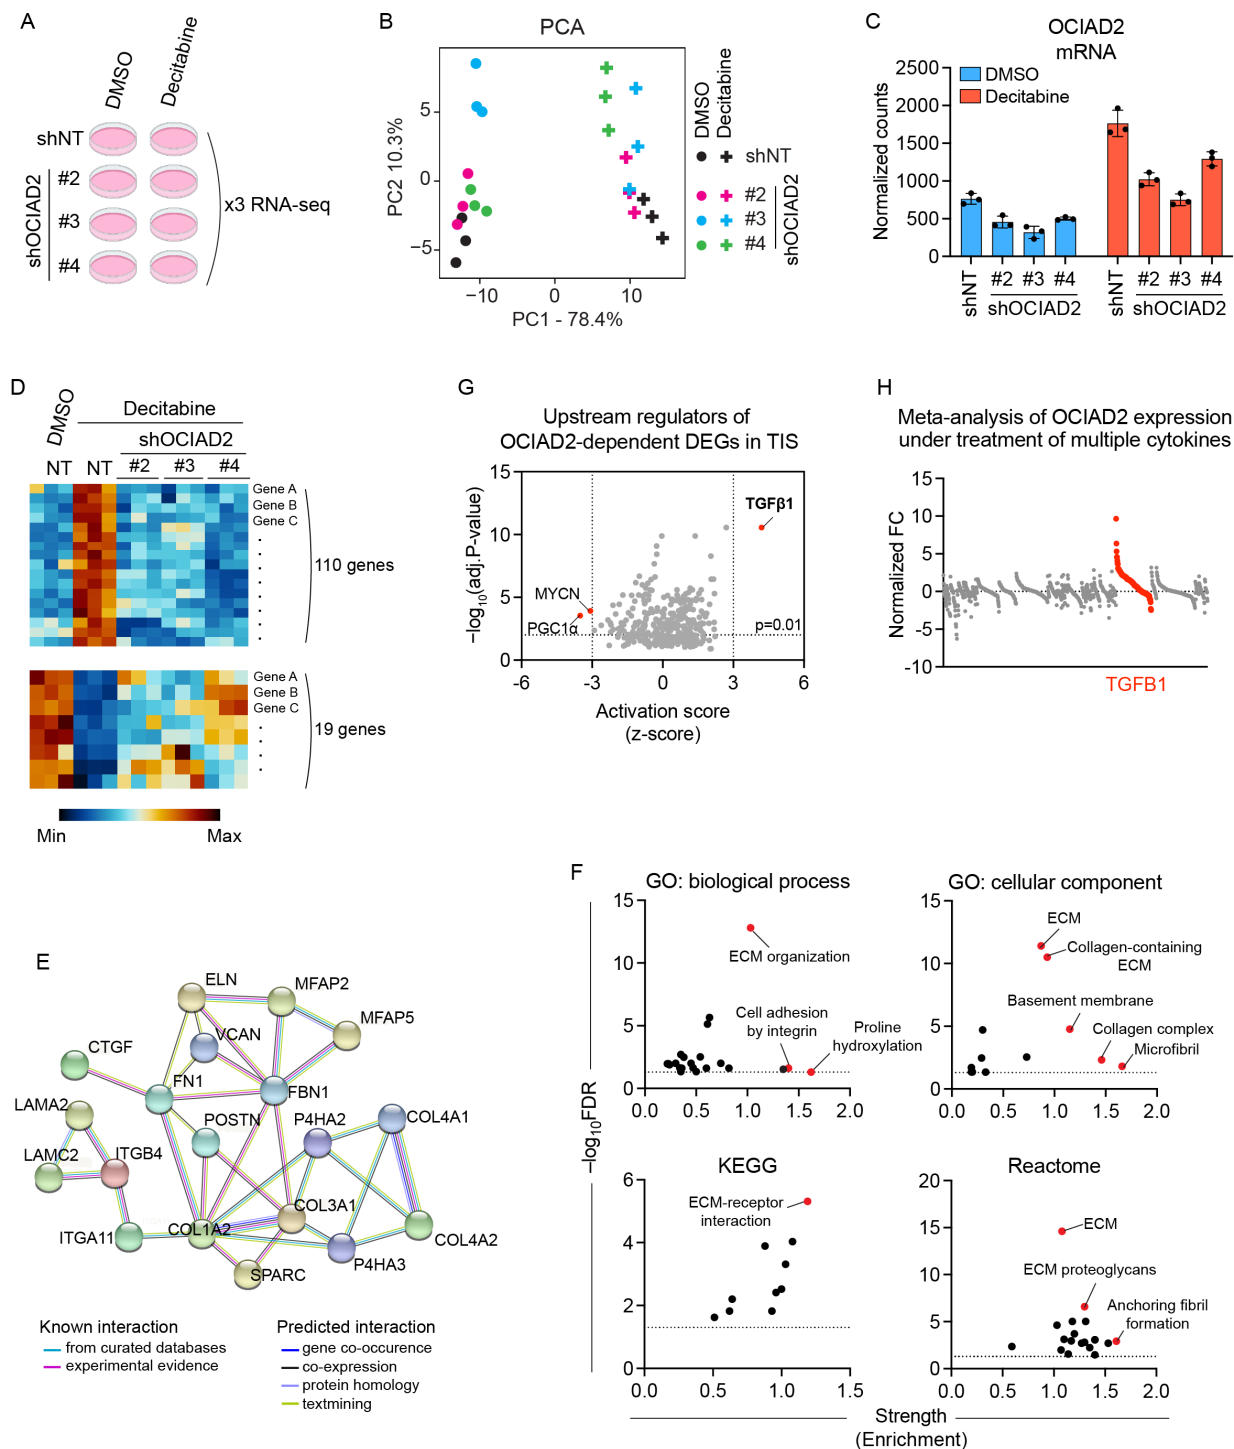 A
DMSO
Decitabine
shNT
#2
#3
#4
shOCIAD2
x3 RNA-seq
B
PCA
PC2 10.3%
5
0
−5
−10
0
10
PC1 - 78.4%
DMSO
Decitabine
shNT
#2
#3
#4
shOCIAD2
C
OCIAD2
mRNA
DMSO
Decitabine
Normalized counts
2500
2000
1500
1000
500
0
shNT
#2 #3 #4
shOCIAD2
shNT
#2 #3 #4
shOCIAD2
D
DMSO
Decitabine
shOCIAD2
NT NT #2 #3 #4
Gene A
Gene B
Gene C
110 genes
Gene A
Gene B
Gene C
19 genes
Min
Max
G
Upstream regulators of
OCIAD2-dependent DEGs in TIS
−log10(adj.P-value)
15
10
5
0
TGFβ1
MYCN
PGC1α
p=0.01
-6 -3 0 3 6
Activation score
(z-score)
H
Meta-analysis of OCIAD2 expression
under treatment of multiple cytokines
Normalized FC
15
10
5
0
-5
-10
TGFB1
E
ELN
MFAP2
MFAP5
VCAN
CTGF
FN1
FBN1
LAMA2
POSTN
P4HA2
COL4A1
LAMC2
ITGB4
COL3A1
ITGA11
COL1A2
COL4A2
P4HA3
SPARC
Known interaction
from curated databases
experimental evidence
Predicted interaction
gene co-occurence
co-expression
protein homology
textmining
F
−log10FDR
GO: biological process
15
10
5
0
ECM organization
Cell adhesion
by integrin
Proline
hydroxylation
0.0 0.5 1.0 1.5 2.0
GO: cellular component
15
10
5
0
ECM
Collagen-containing
ECM
Basement membrane
Collagen complex
Microfibril
0.0 0.5 1.0 1.5 2.0
KEGG
6
4
2
0
ECM-receptor
interaction
0.0 0.5 1.0 1.5
Reactome
20
15
10
5
0
ECM
ECM proteoglycans
Anchoring fibril
formation
0.0 0.5 1.0 1.5 2.0
Strength
(Enrichment)